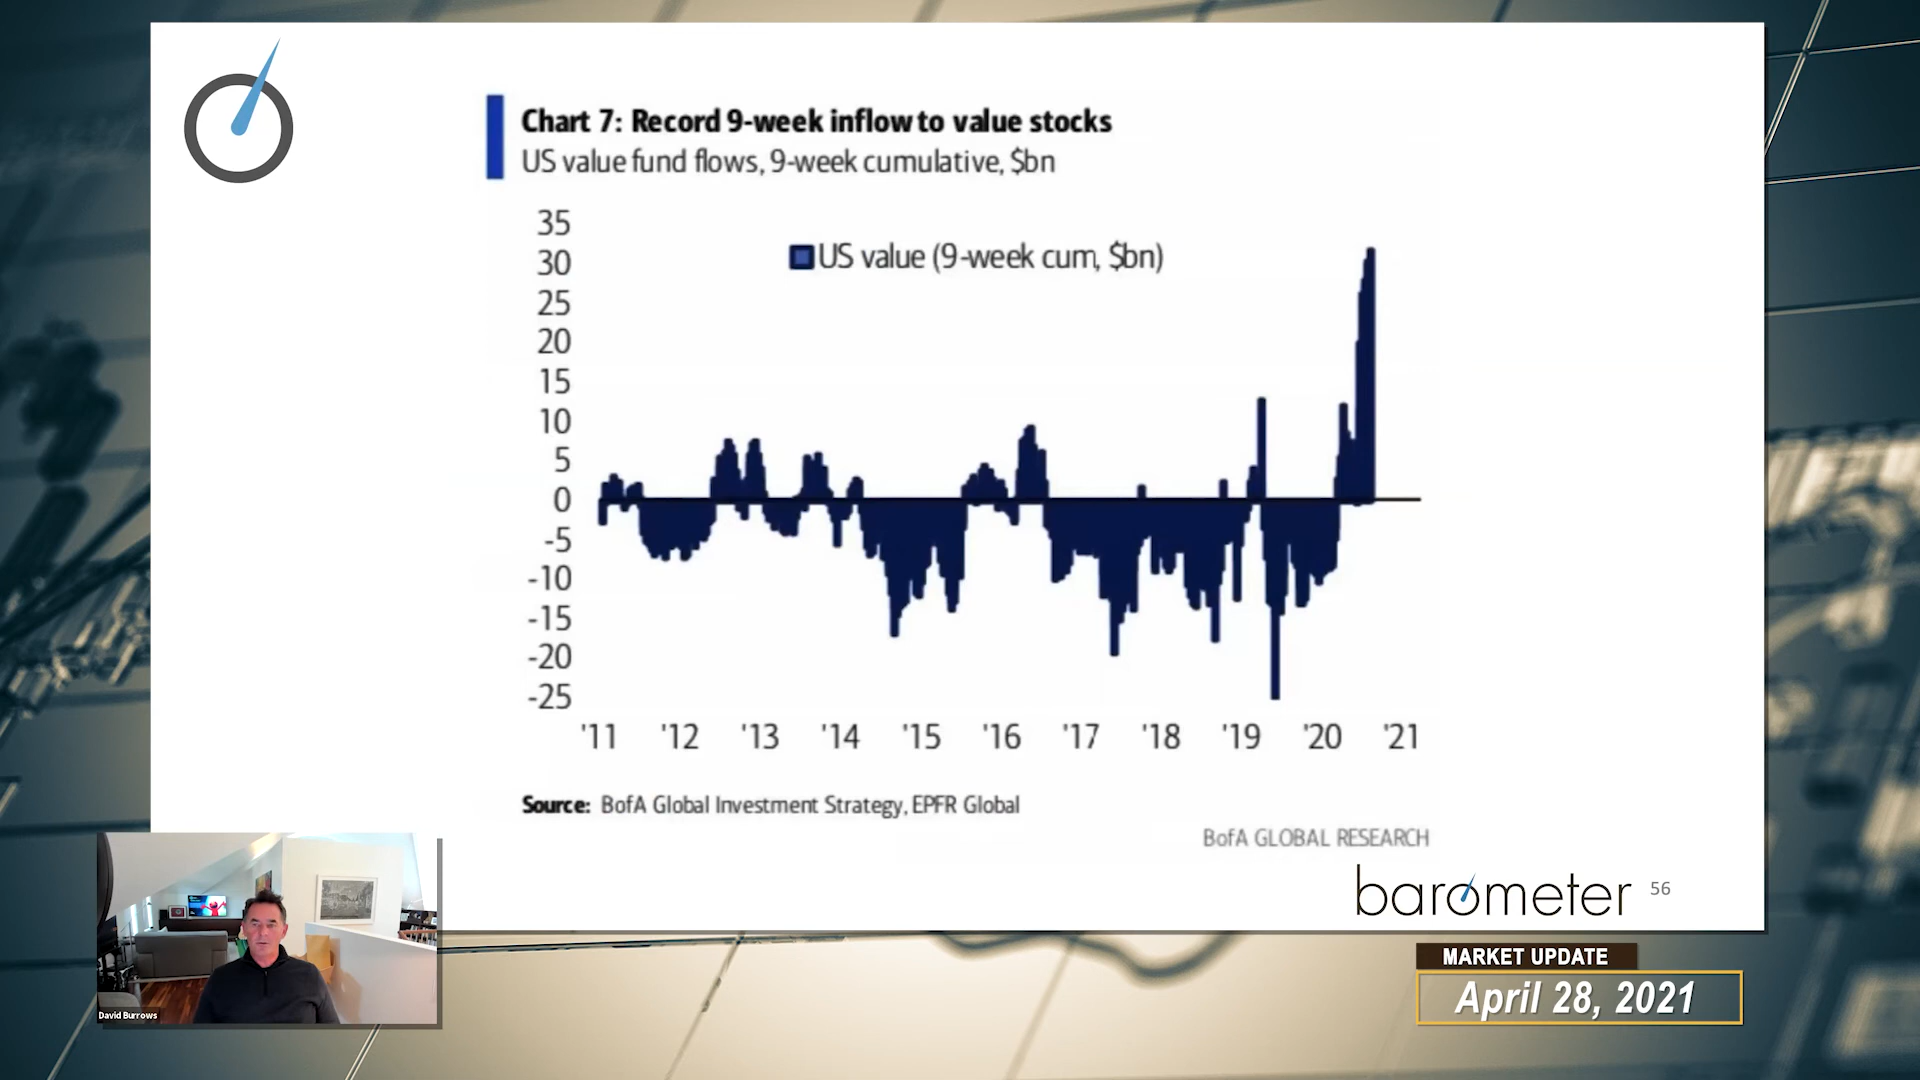 Chart 7: Record 9-week inflow to value stocks
US value fund flows, 9-week cumulative, $bn
US value (9-week cum, $bn)
35
30
25
20
15
10
5
0
-5
-10
-15
-20
-25
'11 '12 '13 '14 '15 '16 '17 '18 '19 '20 '21
Source: BofA Global Investment Strategy, EPFR Global
BofA GLOBAL RESEARCH
barometer 56
MARKET UPDATE
April 28, 2021
David Burrows